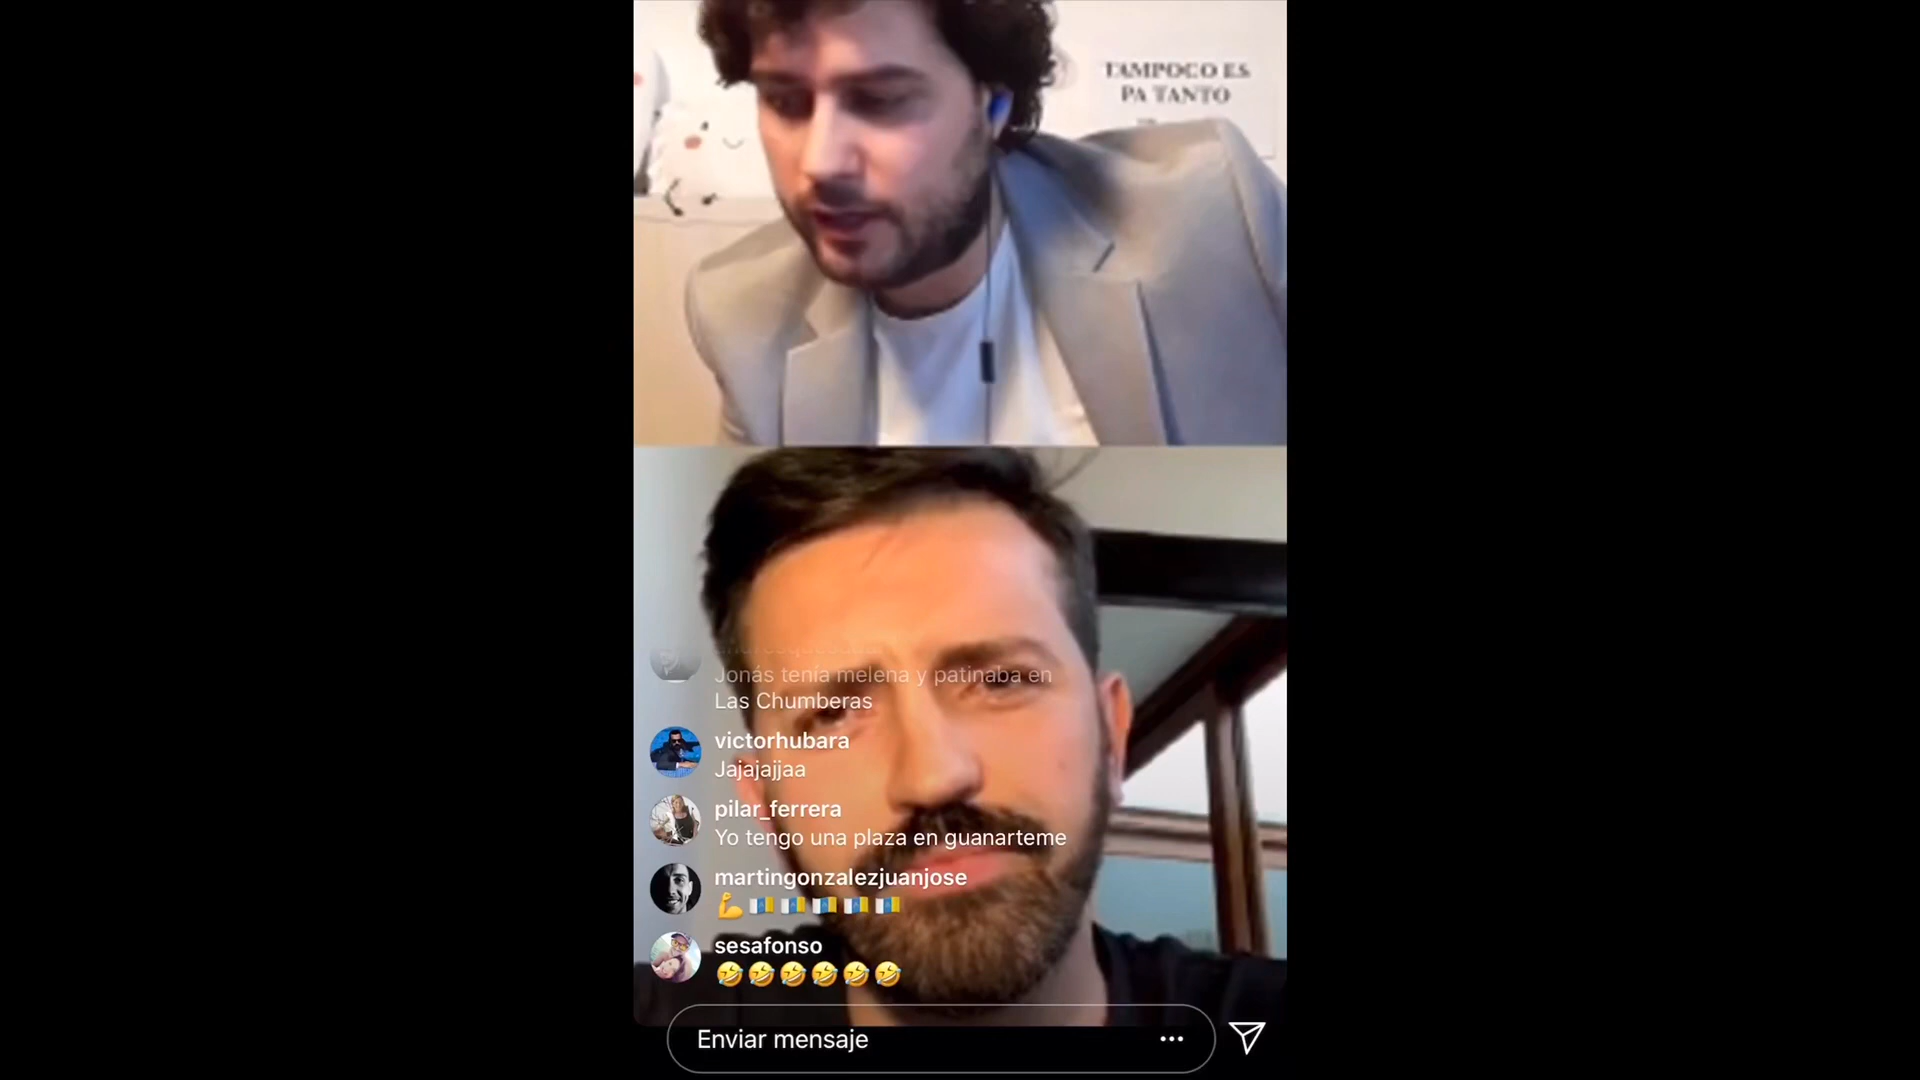 TAMPOCO ES
PA TANTO
Jonás tenía melena y patinaba en
Las Chumberas
victorhubara
Jajajajjaa
pilar_ferrera
Yo tengo una plaza en guanarteme
martingonzalezjuanjose
💪🇮🇨🇮🇨🇮🇨🇮🇨🇮🇨
sesafonso
🤣🤣🤣🤣🤣🤣
Enviar mensaje